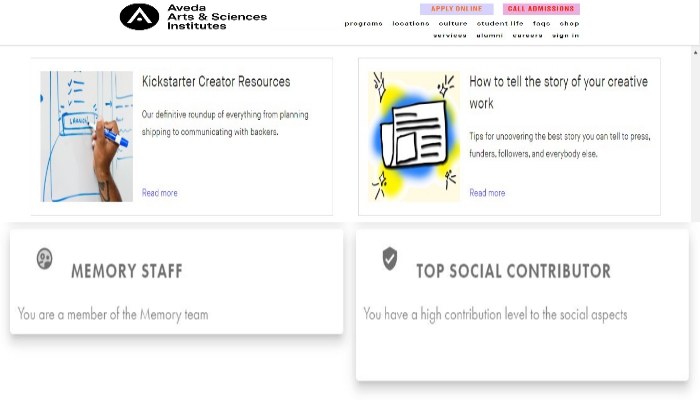 Aveda
Arts & Sciences
Institutes
APPLY ONLINE
CALL ADMISSIONS
programs locations culture student life faqs shop
services alumni careers sign in
Kickstarter Creator Resources
Our definitive roundup of everything from planning
shipping to communicating with backers.
Read more
How to tell the story of your creative
work
Tips for uncovering the best story you can tell to press,
funders, followers, and everybody else.
Read more
MEMORY STAFF
You are a member of the Memory team
TOP SOCIAL CONTRIBUTOR
You have a high contribution level to the social aspects